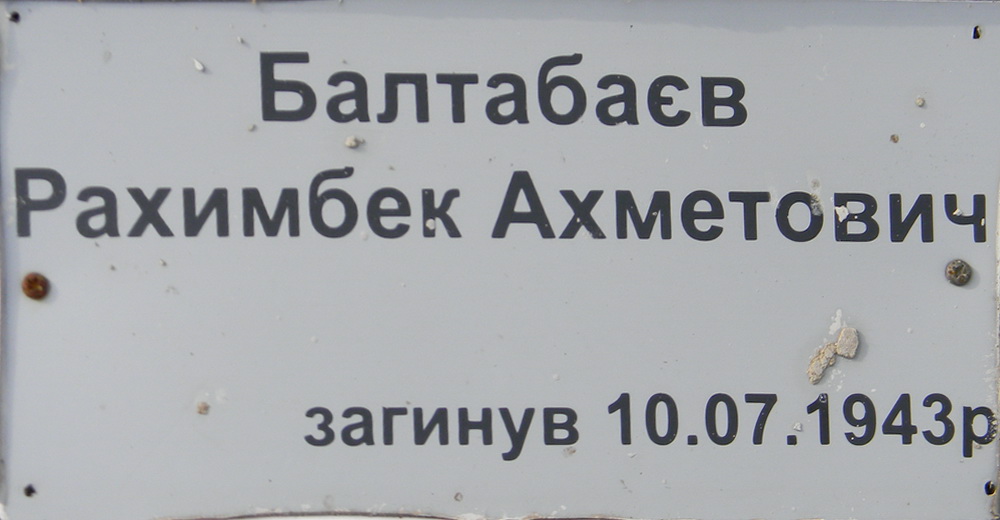 Балтабаєв
Рахимбек Ахметович
загинув 10.07.1943р